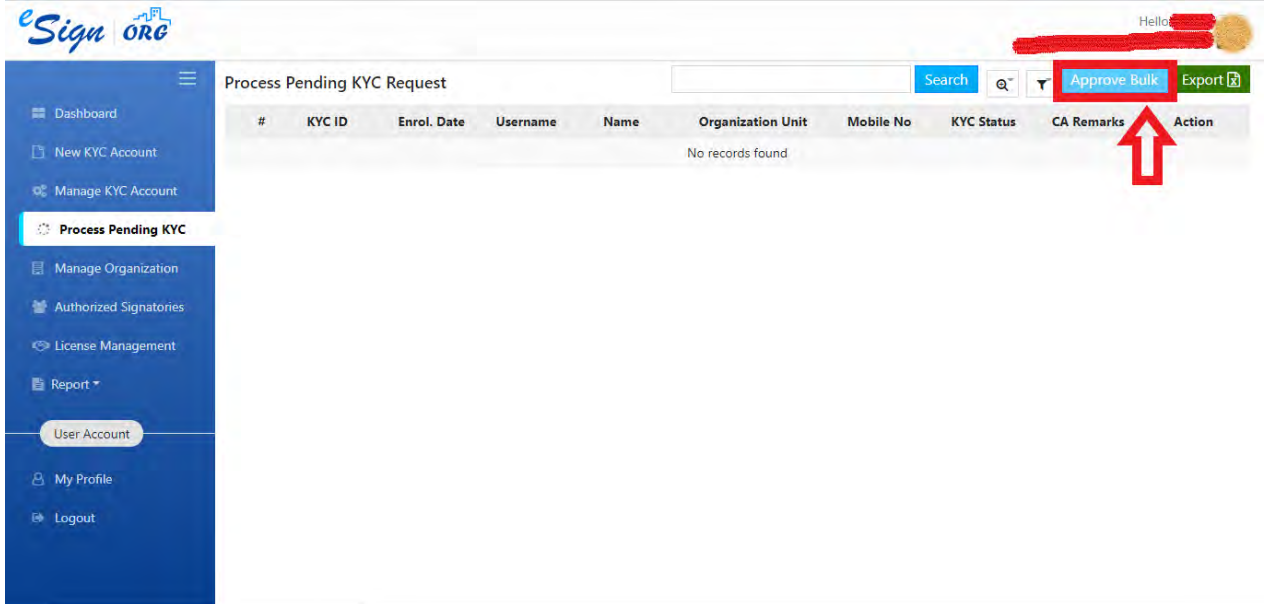 eSign ORG
Hello
Process Pending KYC Request
Search
Approve Bulk
Export
# KYC ID Enrol. Date Username Name Organization Unit Mobile No KYC Status CA Remarks Action
No records found
Dashboard
New KYC Account
Manage KYC Account
Process Pending KYC
Manage Organization
Authorized Signatories
License Management
Report
User Account
My Profile
Logout